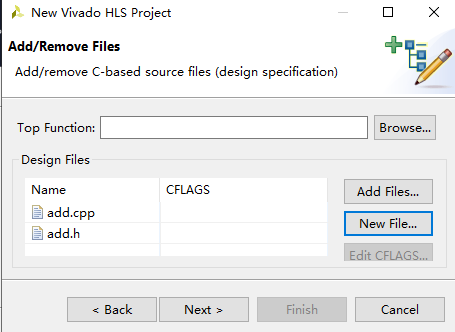 New Vivado HLS Project
Add/Remove Files
Add/remove C-based source files (design specification)
Top Function:
Browse...
Design Files
Name CFLAGS
Add Files...
add.cpp
New File...
add.h
Edit CFLAGS...
< Back Next > Finish Cancel